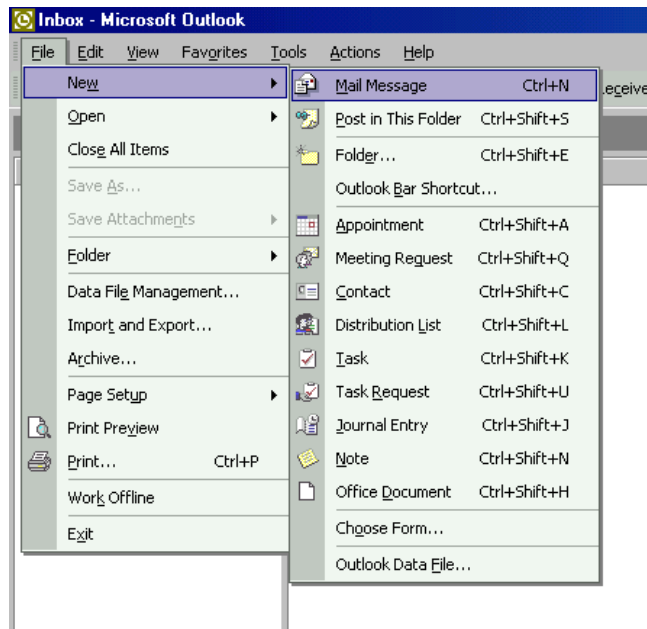 Inbox - Microsoft Outlook
File Edit View Favorites Tools Actions Help
New
Open
Close All Items
Save As...
Save Attachments
Folder
Data File Management...
Import and Export...
Archive...
Page Setup
Print Preview
Print... Ctrl+P
Work Offline
Exit
Mail Message Ctrl+N
Post in This Folder Ctrl+Shift+S
Folder... Ctrl+Shift+E
Outlook Bar Shortcut...
Appointment Ctrl+Shift+A
Meeting Request Ctrl+Shift+Q
Contact Ctrl+Shift+C
Distribution List Ctrl+Shift+L
Task Ctrl+Shift+K
Task Request Ctrl+Shift+U
Journal Entry Ctrl+Shift+J
Note Ctrl+Shift+N
Office Document Ctrl+Shift+H
Choose Form...
Outlook Data File...